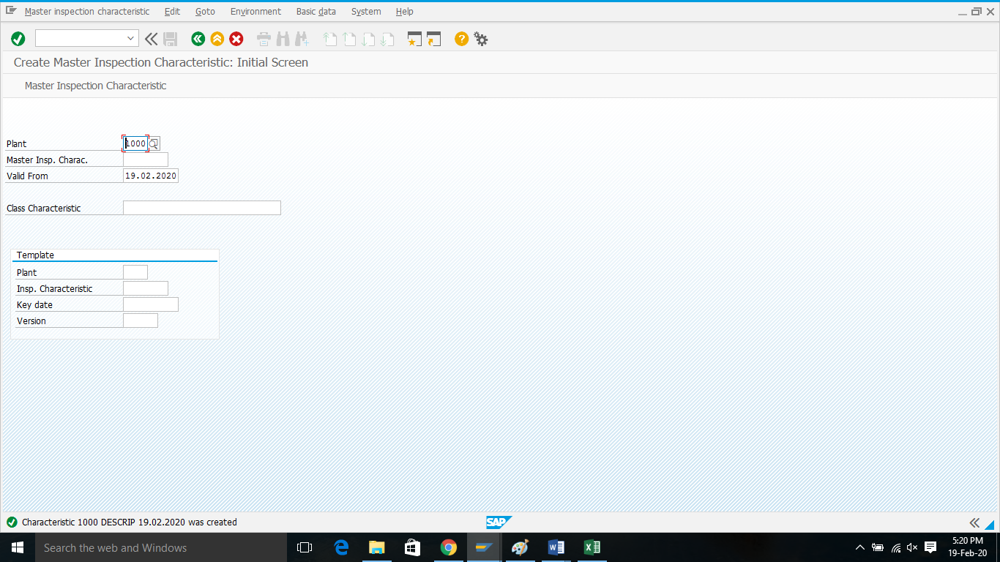 Master inspection characteristic Edit Goto Environment Basic data System Help
Create Master Inspection Characteristic: Initial Screen
Master Inspection Characteristic
Plant 1000
Master Insp. Charac.
Valid From 19.02.2020
Class Characteristic
Template
Plant
Insp. Characteristic
Key date
Version
Characteristic 1000 DESCRIP 19.02.2020 was created
SAP
Search the web and Windows
5:20 PM
19-Feb-20